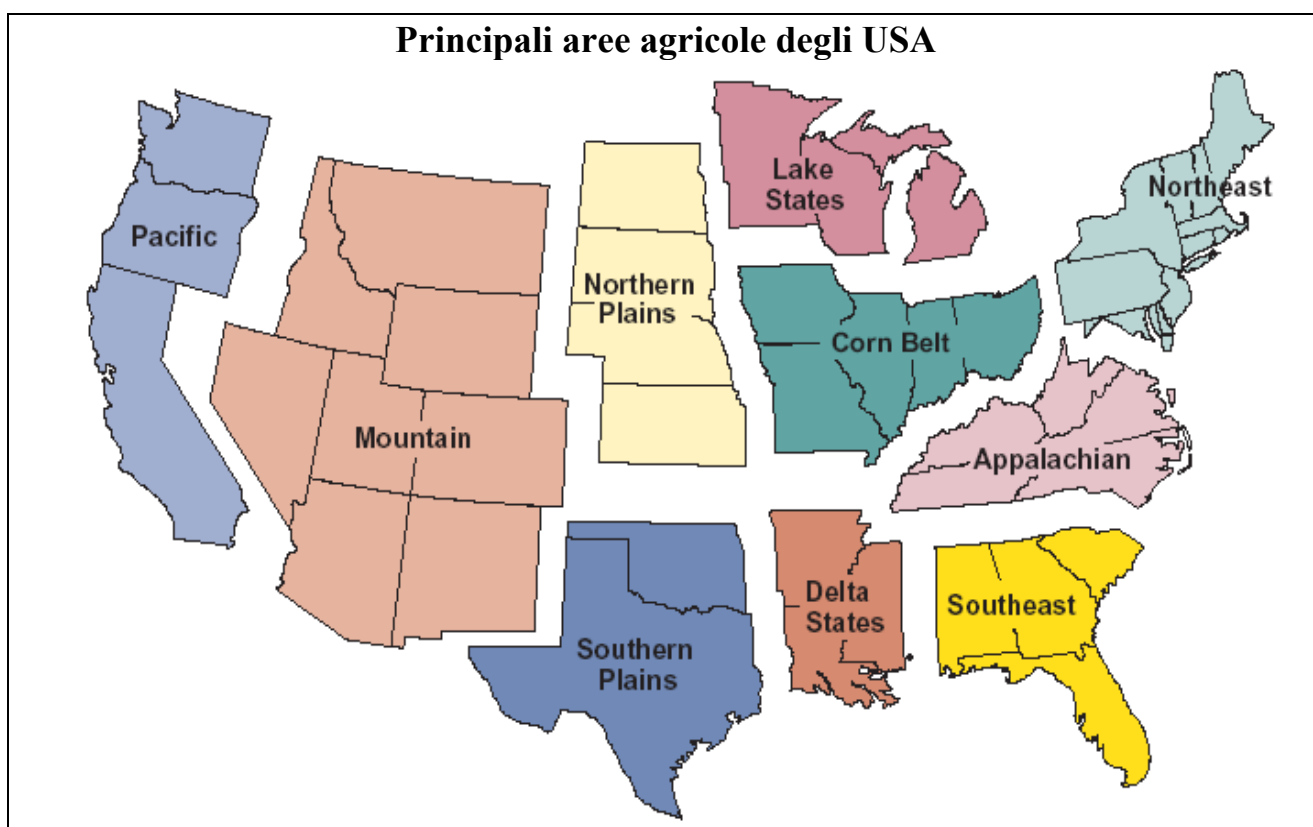 Principali aree agricole degli USA
Lake
States
Northeast
Pacific
Northern
Plains
Corn Belt
Mountain
Appalachian
Delta
States
Southeast
Southern
Plains